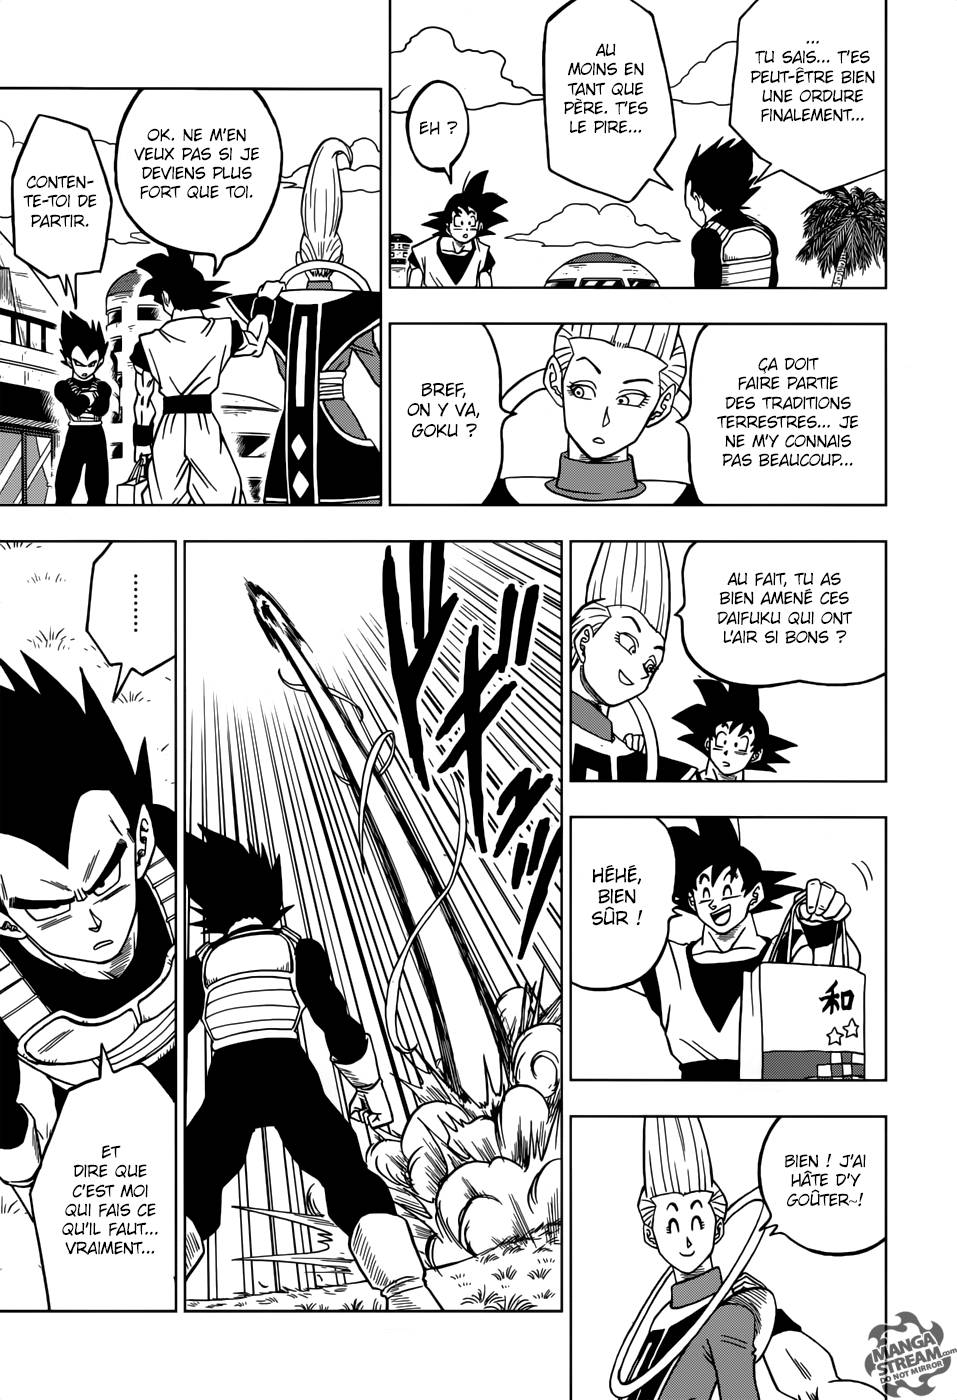 ...
TU SAIS... T'ES
PEUT-ÊTRE BIEN
UNE ORDURE
FINALEMENT...
AU
MOINS EN
TANT QUE
PÈRE. T'ES
LE PIRE...
EH ?
ÇA DOIT
FAIRE PARTIE
DES TRADITIONS
TERRESTRES... JE
NE M'Y CONNAIS
PAS BEAUCOUP...
BREF,
ON Y VA,
GOKU ?
OK. NE M'EN
VEUX PAS SI JE
DEVIENS PLUS
FORT QUE TOI.
CONTEN-
TE-TOI DE
PARTIR.
AU FAIT, TU AS
BIEN AMENÉ CES
DAIFUKU QUI ONT
L'AIR SI BONS ?
HÉHÉ,
BIEN
SÛR !
和
BIEN ! J'AI
HÂTE D'Y
GOÛTER~!
.........
ET
DIRE QUE
C'EST MOI
QUI FAIS CE
QU'IL FAUT...
VRAIMENT...
MANGA
STREAM.com
DO NOT MIRROR